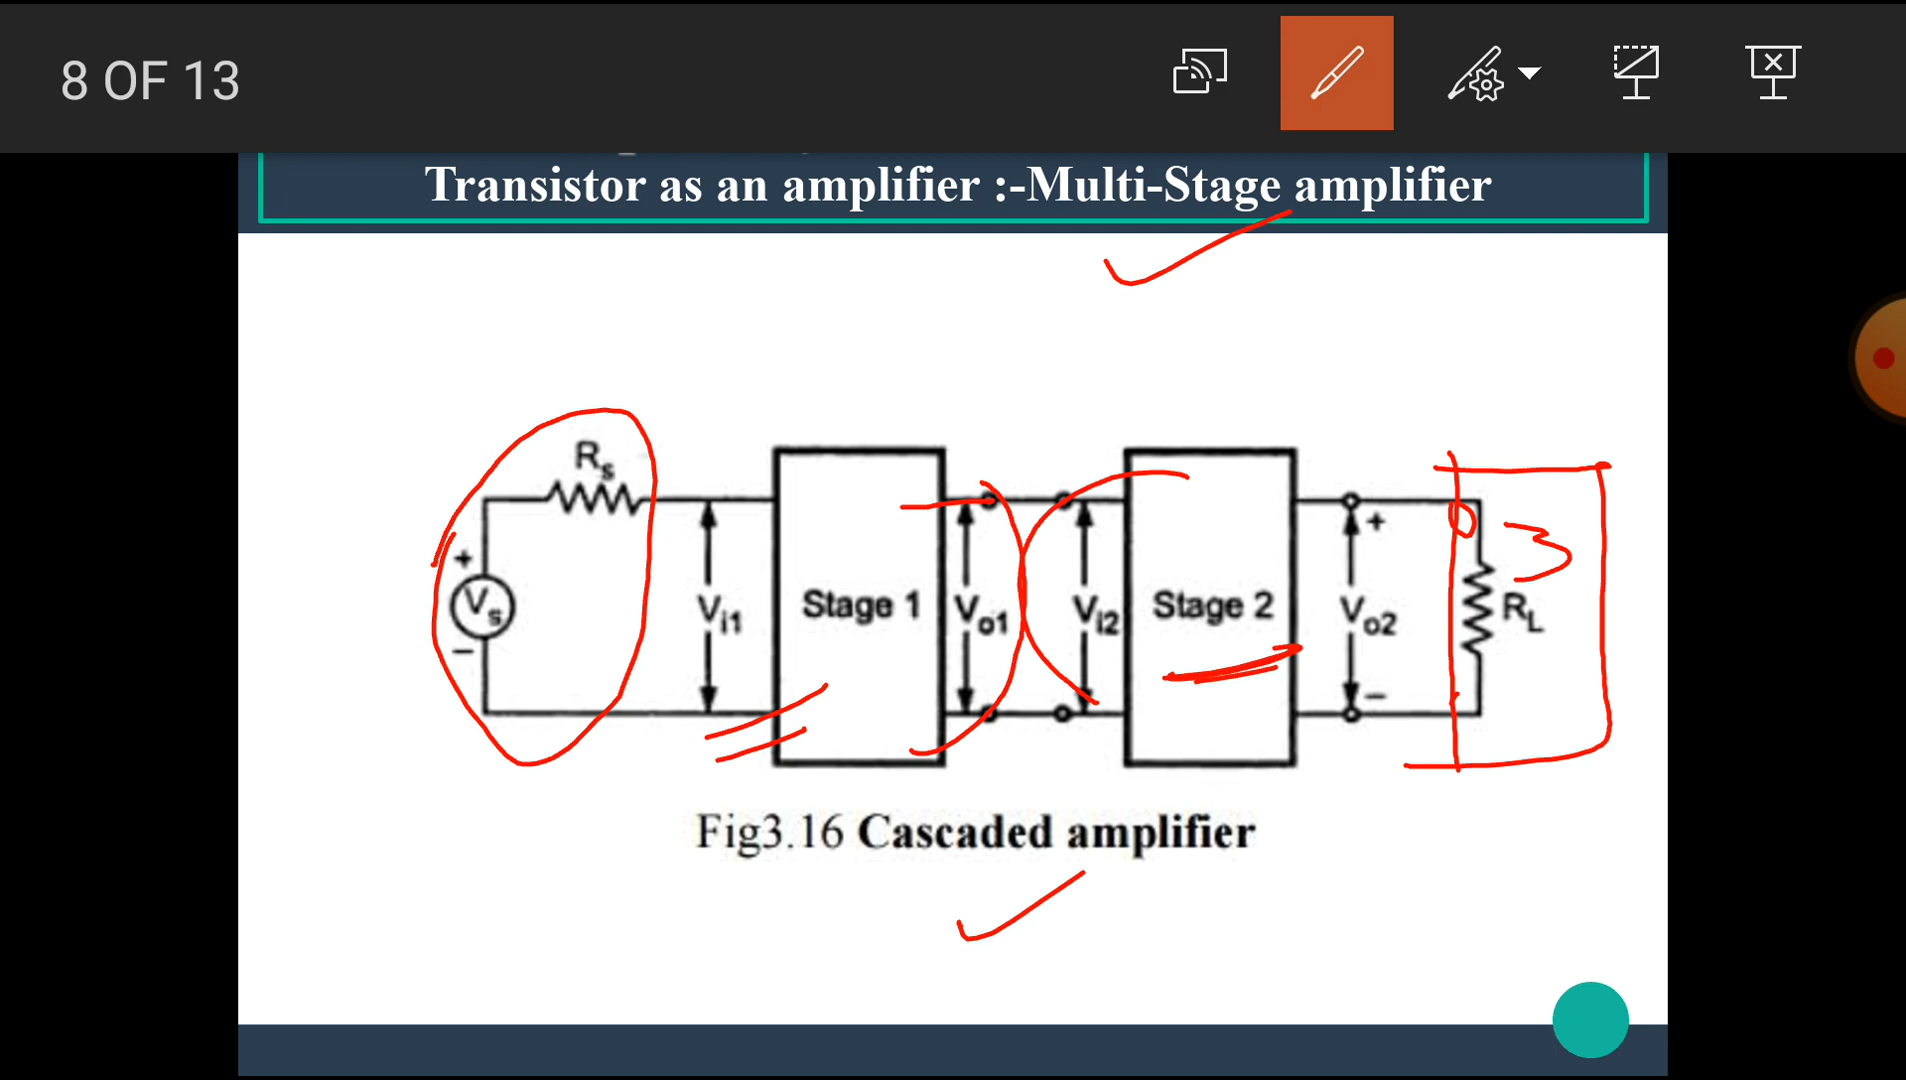 8 OF 13
Transistor as an amplifier :-Multi-Stage amplifier
Rs
+
Vs
−
Vi1
Stage 1
Vo1
Vi2
Stage 2
+
Vo2
−
3
RL
Fig3.16 Cascaded amplifier